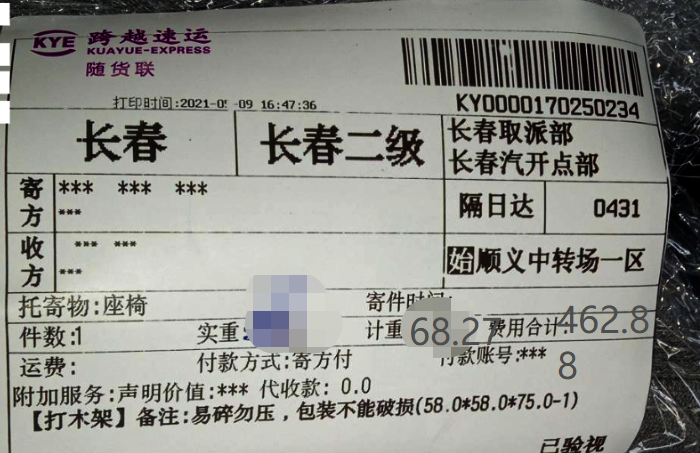 KYE 跨越速运
KUAYUE-EXPRESS
随货联
打印时间:2021-0 -09 16:47:36
KY0000170250234
长春 长春二级 长春取派部
长春汽开点部
寄方 *** *** ***
***
隔日达 0431
收方 *** ***
***
始 顺义中转场一区
托寄物:座椅 寄件时间:
件数:1 实重: 计重 68.27 费用合计:462.88
运费: 付款方式:寄方付 付款账号:***
附加服务:声明价值:*** 代收款: 0.0
【打木架】备注:易碎勿压，包装不能破损(58.0*58.0*75.0-1)
已验视